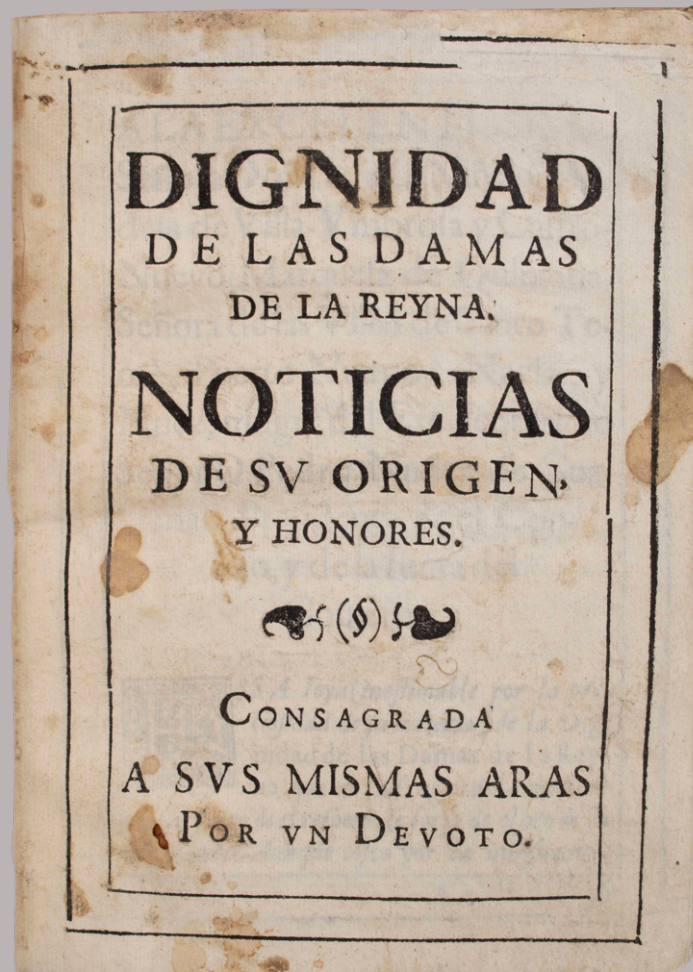 DIGNIDAD
DE LAS DAMAS
DE LA REYNA.
NOTICIAS
DE SV ORIGEN,
Y HONORES.
(§)
CONSAGRADA
A SVS MISMAS ARAS
POR VN DEVOTO.